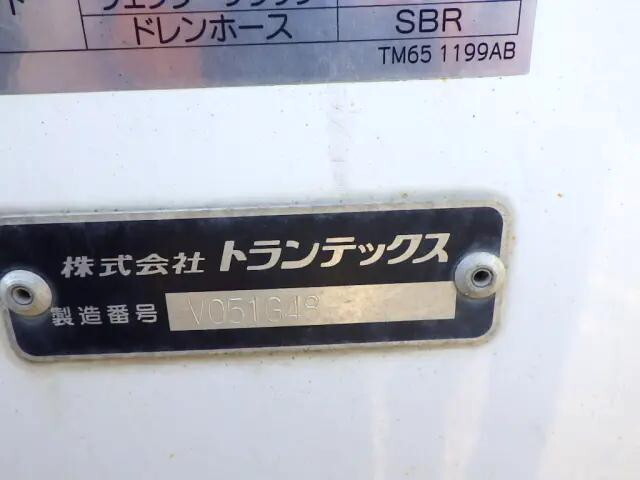 ドレンホース SBR
TM65 1199AB
株式会社 トランテックス
製造番号 V051G48